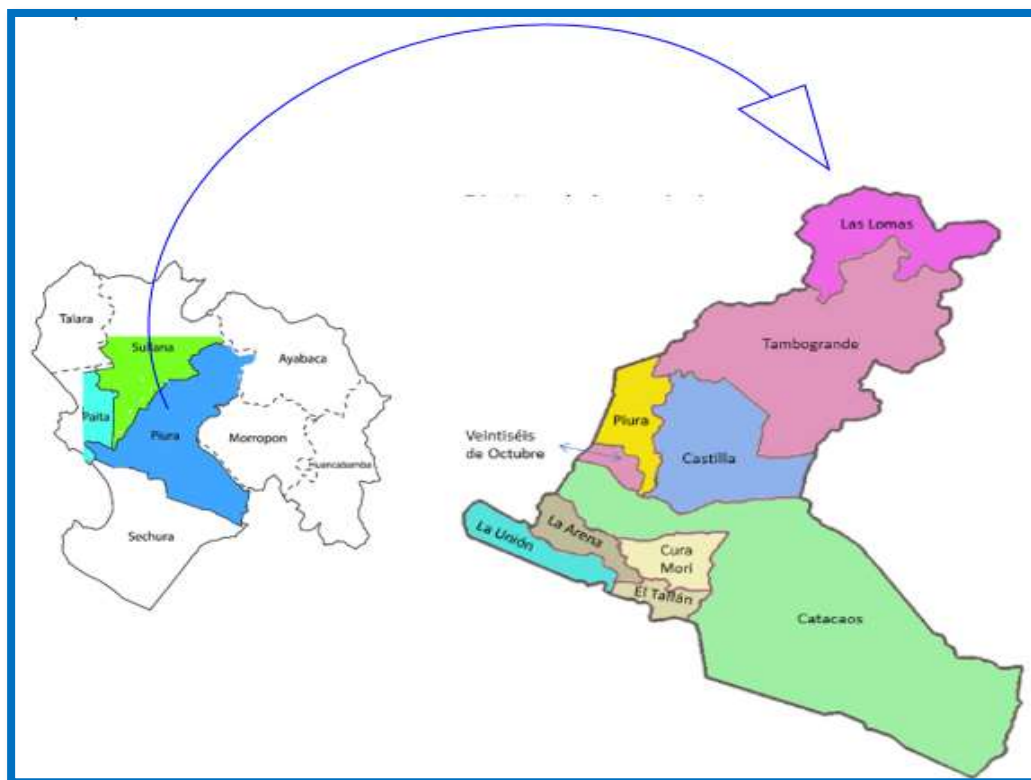 Las Lomas
Talara
Sullana
Ayabaca
Tambogrande
Paita
Piura
Morropon
Huancabamba
Sechura
Piura
Veintiséis
de Octubre
Castilla
La Unión
La Arena
Cura
Mori
El Tallán
Catacaos